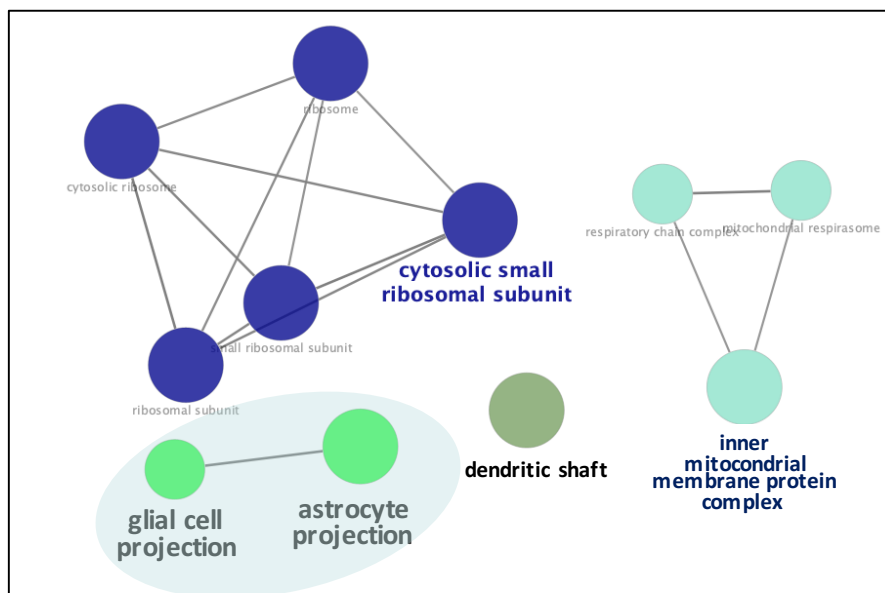 ribosome
cytosolic ribosome
cytosolic small
ribosomal subunit
small ribosomal subunit
ribosomal subunit
respiratory chain complex
mitochondrial respirasome
inner
mitocondrial
membrane protein
complex
dendritic shaft
glial cell
projection
astrocyte
projection